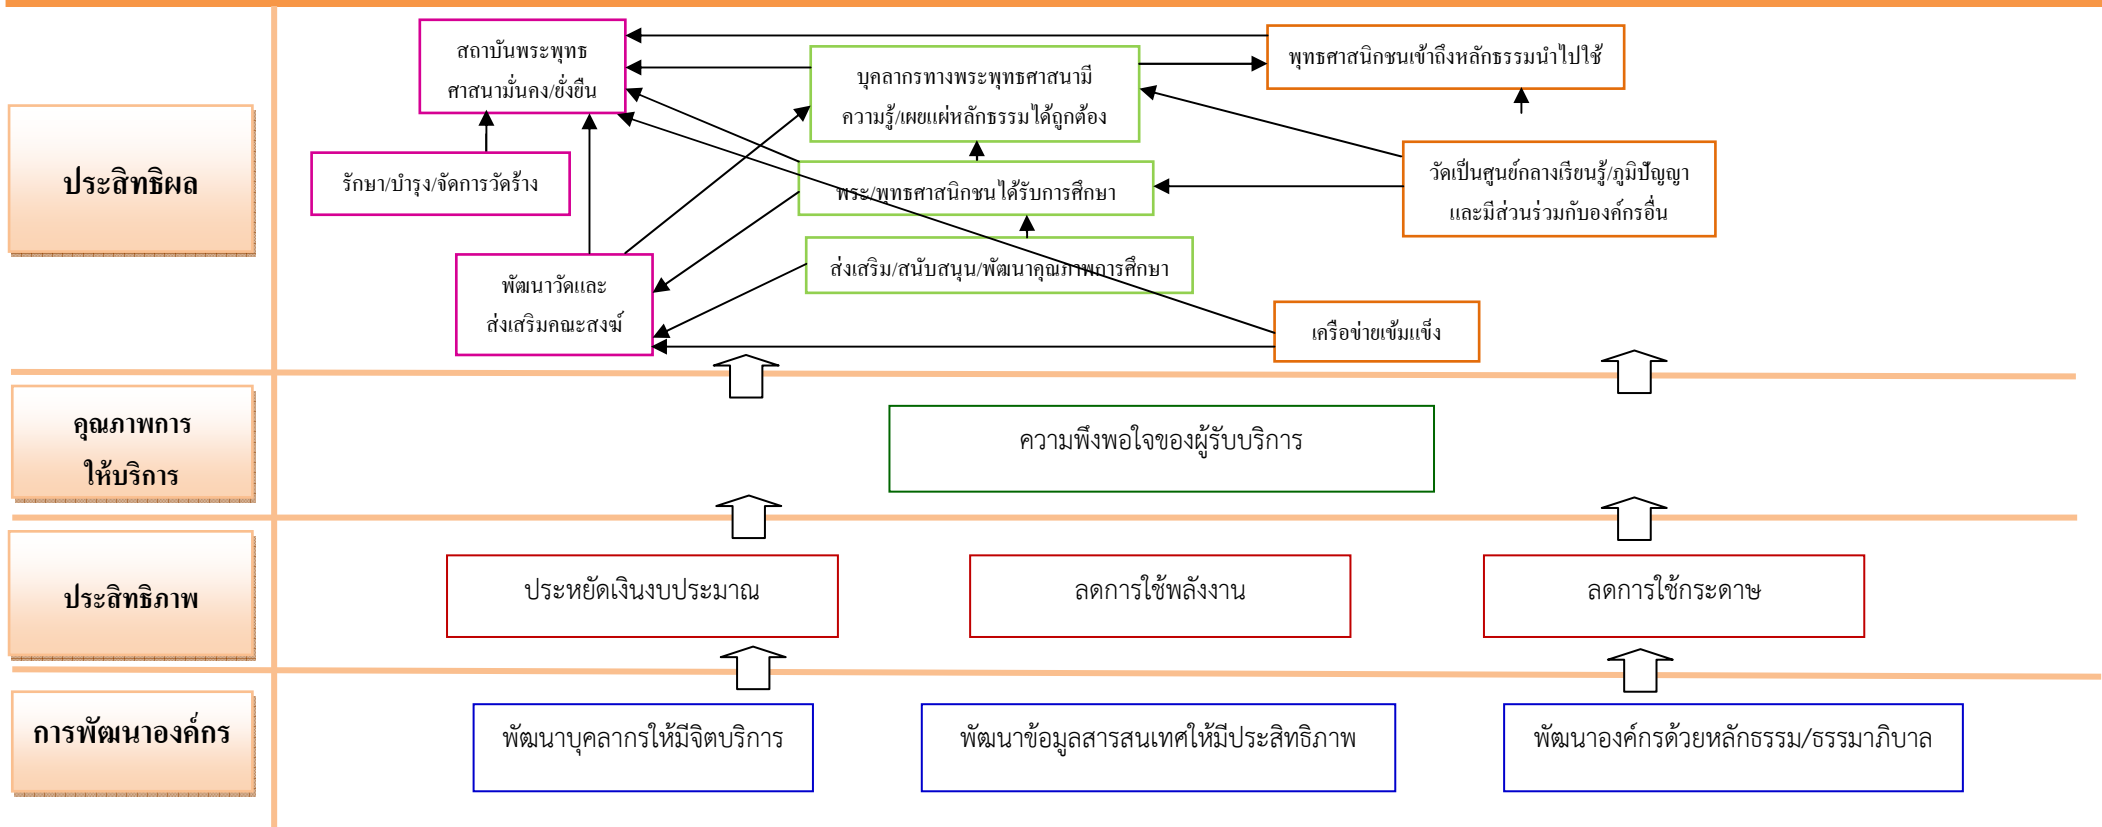 สถาบันพระพุทธ
ศาสนามั่นคง/ยั่งยืน
บุคลากรทางพระพุทธศาสนามี
ความรู้/เผยแผ่หลักธรรมได้ถูกต้อง
พุทธศาสนิกชนเข้าถึงหลักธรรมนำไปใช้
ประสิทธิผล
รักษา/บำรุง/จัดการวัดร้าง
พระ/พุทธศาสนิกชนได้รับการศึกษา
วัดเป็นศูนย์กลางเรียนรู้/ภูมิปัญญา
และมีส่วนร่วมกับองค์กรอื่น
พัฒนาวัดและ
ส่งเสริมคณะสงฆ์
ส่งเสริม/สนับสนุน/พัฒนาคุณภาพการศึกษา
เครือข่ายเข้มแข็ง
คุณภาพการ
ให้บริการ
ความพึงพอใจของผู้รับบริการ
ประสิทธิภาพ
ประหยัดเงินงบประมาณ
ลดการใช้พลังงาน
ลดการใช้กระดาษ
การพัฒนาองค์กร
พัฒนาบุคลากรให้มีจิตบริการ
พัฒนาข้อมูลสารสนเทศให้มีประสิทธิภาพ
พัฒนาองค์กรด้วยหลักธรรม/ธรรมาภิบาล